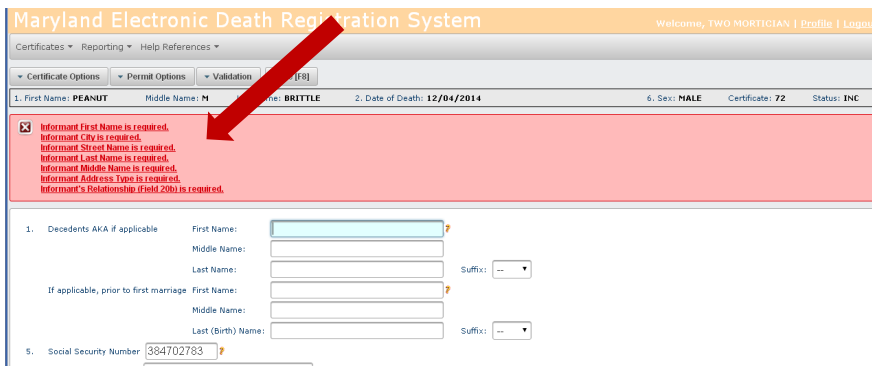 Maryland Electronic Death Registration System
Welcome, TWO MORTICIAN | Profile | Logou
Certificates Reporting Help References
Certificate Options Permit Options Validation [F8]
1. First Name: PEANUT Middle Name: M me: BRITTLE 2. Date of Death: 12/04/2014 6. Sex: MALE Certificate: 72 Status: INC
Informant First Name is required.
Informant City is required.
Informant Street Name is required.
Informant Last Name is required.
Informant Middle Name is required.
Informant Address Type is required.
Informant's Relationship (Field 20b) is required.
1. Decedents AKA if applicable First Name: ?
Middle Name:
Last Name: Suffix: --
If applicable, prior to first marriage First Name: ?
Middle Name:
Last (Birth) Name: Suffix: --
5. Social Security Number 384702783 ?